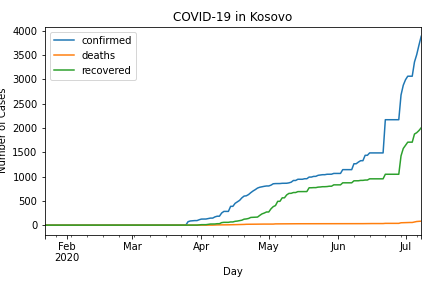 COVID-19 in Kosovo
confirmed
deaths
recovered
4000
3500
3000
2500
2000
1500
1000
500
0
Number of Cases
Feb
2020
Mar
Apr
May
Jun
Jul
Day